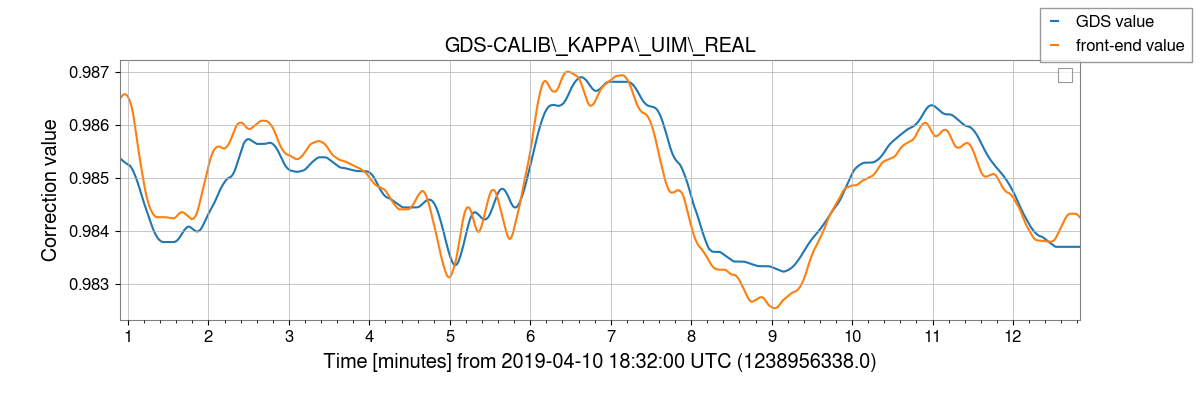 GDS value
front-end value
GDS-CALIB\_KAPPA\_UIM\_REAL
0.987
0.986
0.985
0.984
0.983
Correction value
1 2 3 4 5 6 7 8 9 10 11 12
Time [minutes] from 2019-04-10 18:32:00 UTC (1238956338.0)